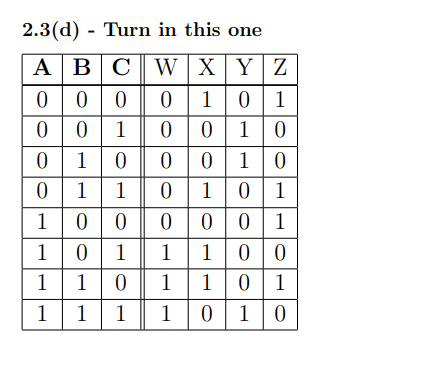 2.3(d) - Turn in this one
A B C W X Y Z
0 0 0 0 1 0 1
0 0 1 0 0 1 0
0 1 0 0 0 1 0
0 1 1 0 1 0 1
1 0 0 0 0 0 1
1 0 1 1 1 0 0
1 1 0 1 1 0 1
1 1 1 1 0 1 0